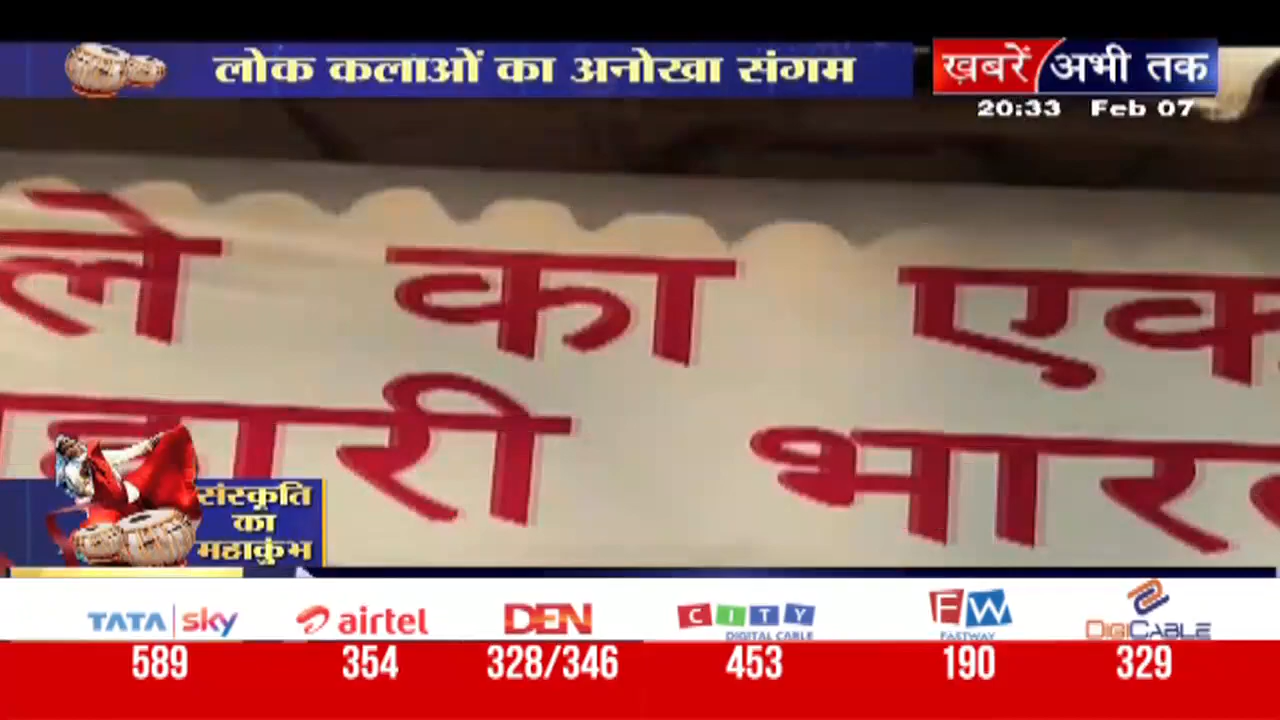 लोक कलाओं का अनोखा संगम
ख़बरें अभी तक
20:33 Feb 07
का
भार
संस्कृति
का
महाकुंभ
TATA sky
airtel
DEN
CITY
DIGITAL CABLE
FW
FASTWAY
DIGICABLE
589
354
328/346
453
190
329